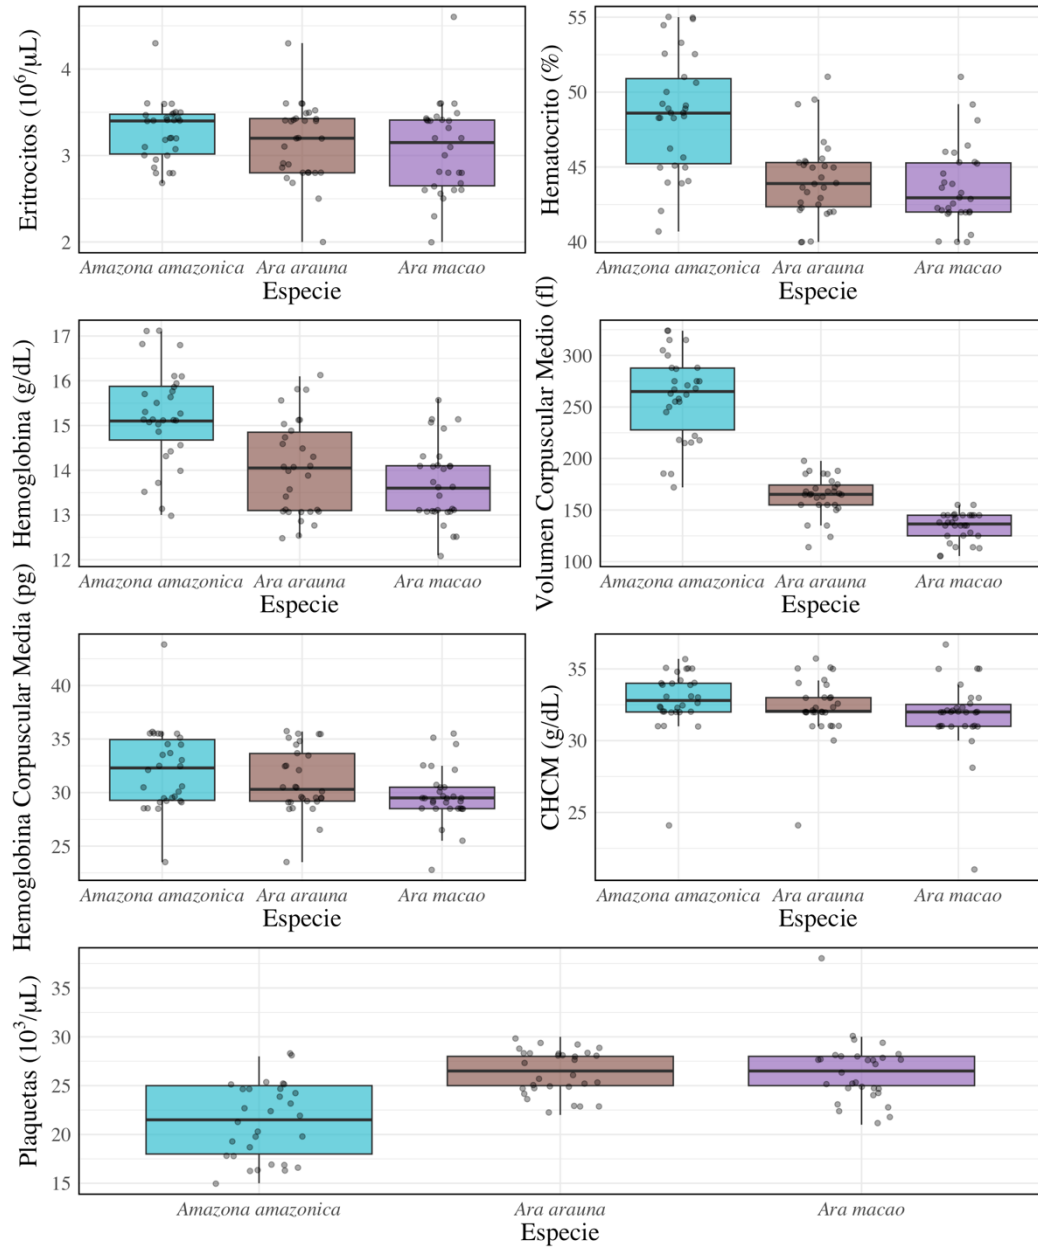 Eritrocitos (10⁶/μL)
4
3
2
Amazona amazonica Ara arauna Ara macao
Especie
Hematocrito (%)
55
50
45
40
Amazona amazonica Ara arauna Ara macao
Especie
Hemoglobina (g/dL)
17
16
15
14
13
12
Amazona amazonica Ara arauna Ara macao
Especie
Volumen Corpuscular Medio (fl)
300
250
200
150
100
Amazona amazonica Ara arauna Ara macao
Especie
Hemoglobina Corpuscular Media (pg)
40
35
30
25
Amazona amazonica Ara arauna Ara macao
Especie
CHCM (g/dL)
35
30
25
Amazona amazonica Ara arauna Ara macao
Especie
Plaquetas (10³/μL)
35
30
25
20
15
Amazona amazonica Ara arauna Ara macao
Especie